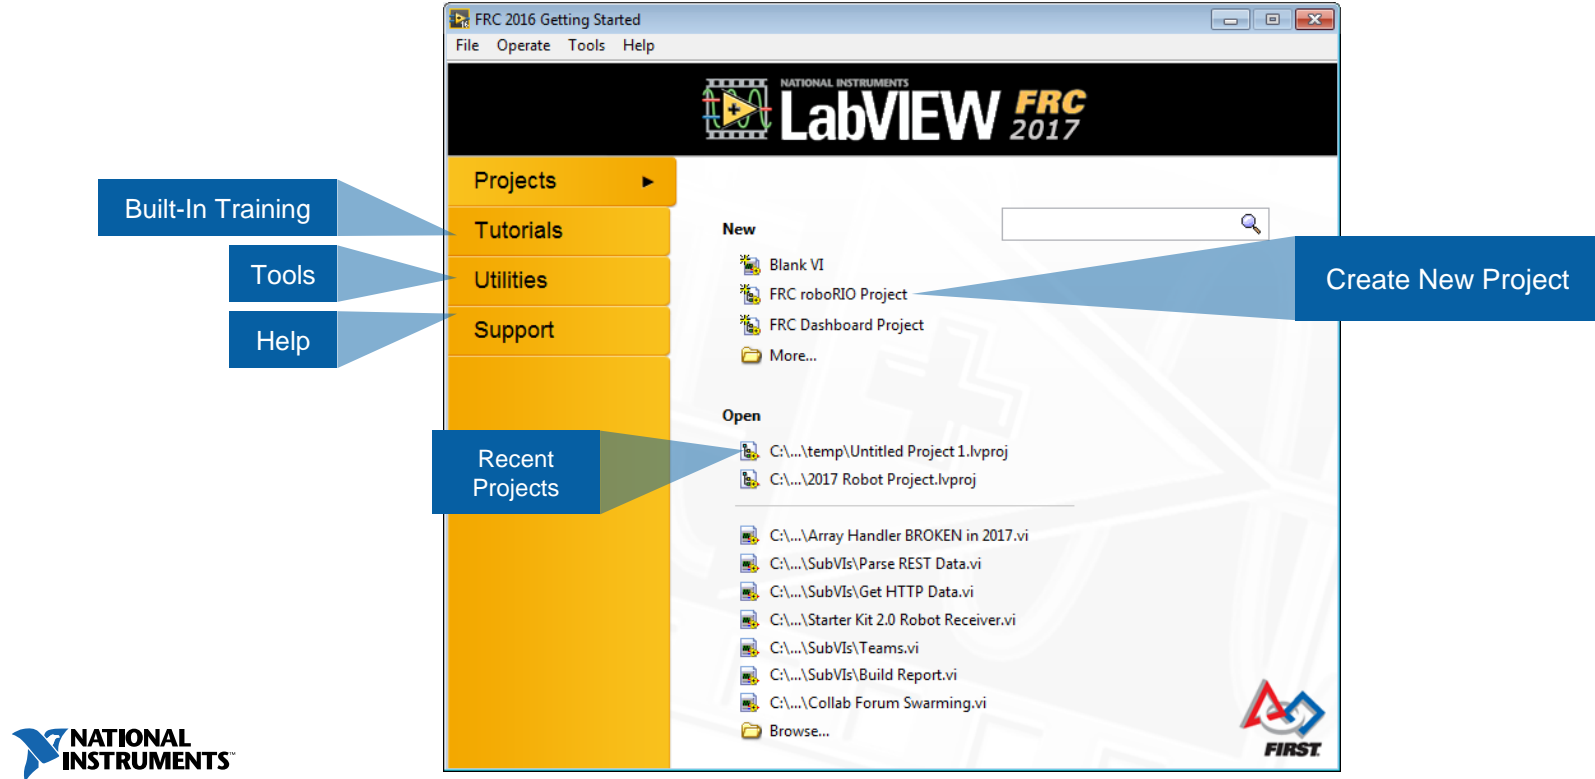 FRC 2016 Getting Started
File Operate Tools Help
NATIONAL INSTRUMENTS
LabVIEW FRC 2017
Projects
Tutorials
Utilities
Support
Built-In Training
Tools
Help
New
Blank VI
FRC roboRIO Project
FRC Dashboard Project
More...
Create New Project
Open
Recent
Projects
C:\...\temp\Untitled Project 1.lvproj
C:\...\2017 Robot Project.lvproj
C:\...\Array Handler BROKEN in 2017.vi
C:\...\SubVIs\Parse REST Data.vi
C:\...\SubVIs\Get HTTP Data.vi
C:\...\Starter Kit 2.0 Robot Receiver.vi
C:\...\SubVIs\Teams.vi
C:\...\SubVIs\Build Report.vi
C:\...\Collab Forum Swarming.vi
Browse...
FIRST
NATIONAL
INSTRUMENTS™